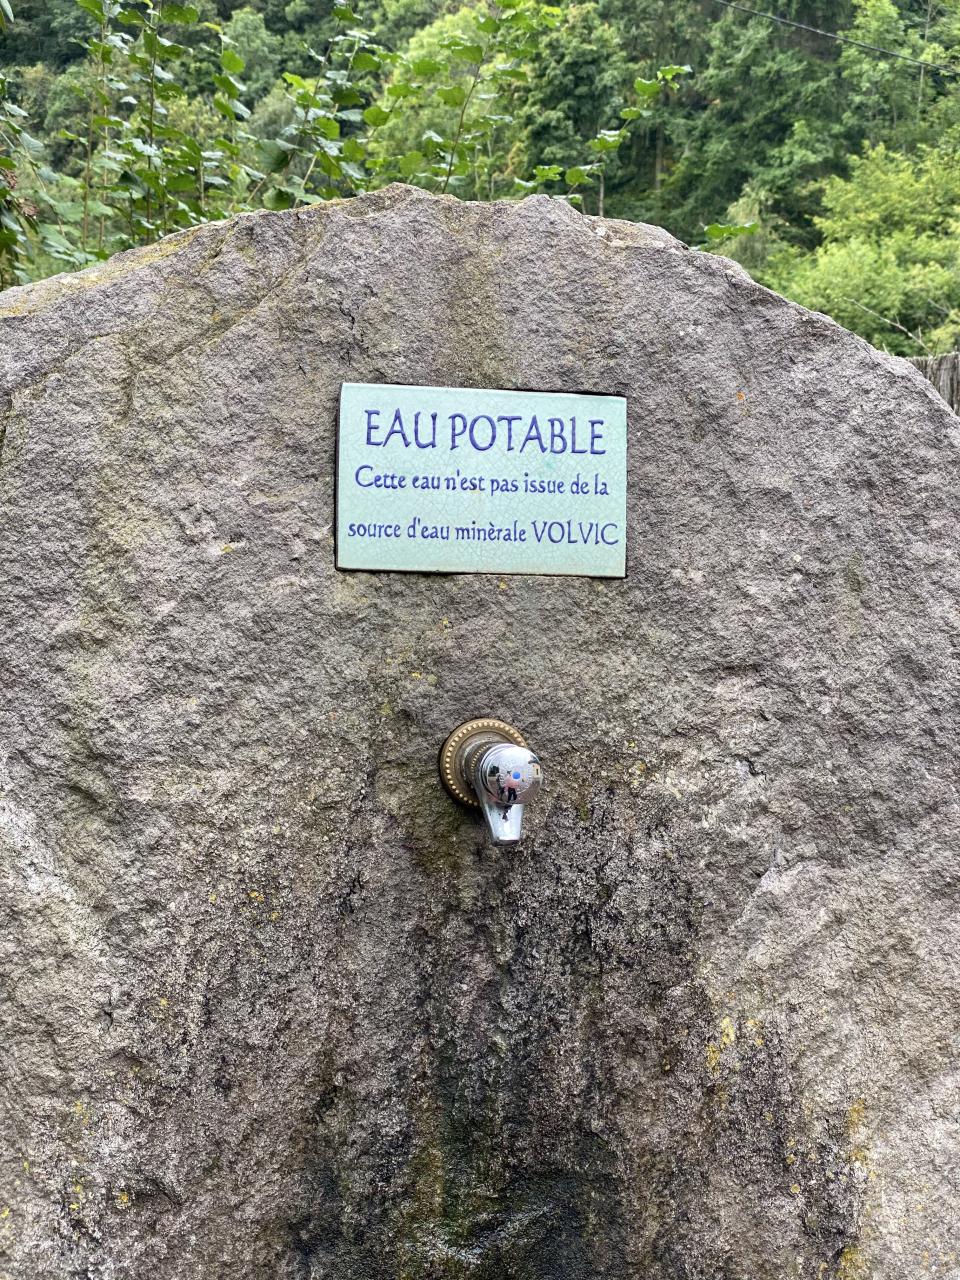 EAU POTABLE
Cette eau n'est pas issue de la
source d'eau minèrale VOLVIC